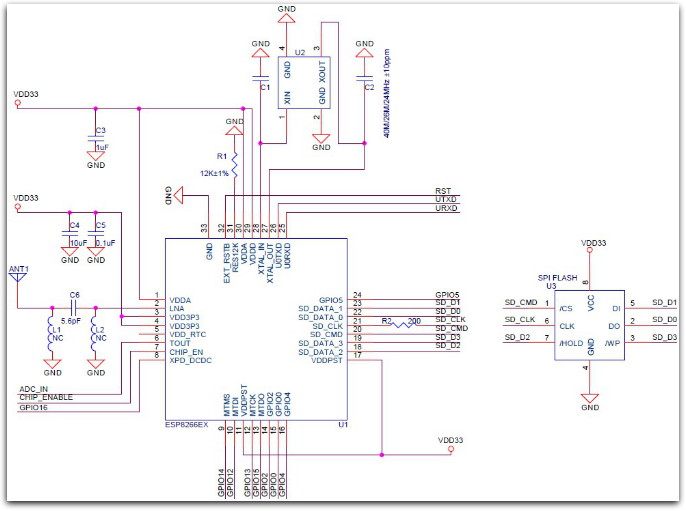 GND
4
3
U2
GND
GND
GND
XOUT
C1
C2
XIN
GND
1
2
40M/26M/24MHz ±10ppm
GND
VDD33
C3
1uF
GND
GND
R1
12K±1%
VDD33
C4
10uF
C5
0.1uF
GND
GND
GND
RST
UTXD
URXD
33
32
31
30
29
28
27
26
25
GND
EXT_RSTB
RES12K
VDDA
VDDD
XTAL_IN
XTAL_OUT
U0TXD
U0RXD
ANT1
C6
5.6pF
L1
NC
L2
NC
GND
GND
1 VDDA
2 LNA
3 VDD3P3
4 VDD3P3
5 VDD_RTC
6 TOUT
7 CHIP_EN
8 XPD_DCDC
ADC_IN
CHIP_ENABLE
GPIO16
GPIO5 24 GPIO5
SD_DATA_1 23 SD_D1
SD_DATA_0 22 SD_D0
SD_CLK 21 R2 200 SD_CLK
SD_CMD 20 SD_CMD
SD_DATA_3 19 SD_D3
SD_DATA_2 18 SD_D2
VDDPST 17
MTMS
MTDI
VDDPST
MTCK
MTDO
GPIO2
GPIO0
GPIO4
ESP8266EX
U1
9
10
11
12
13
14
15
16
GPIO14
GPIO12
GPIO13
GPIO15
GPIO2
GPIO0
GPIO4
VDD33
VDD33
SPI FLASH
U3
8
VCC
SD_CMD 1 /CS DI 5 SD_D1
SD_CLK 6 CLK DO 2 SD_D0
SD_D2 7 /HOLD /WP 3 SD_D3
GND
4
GND